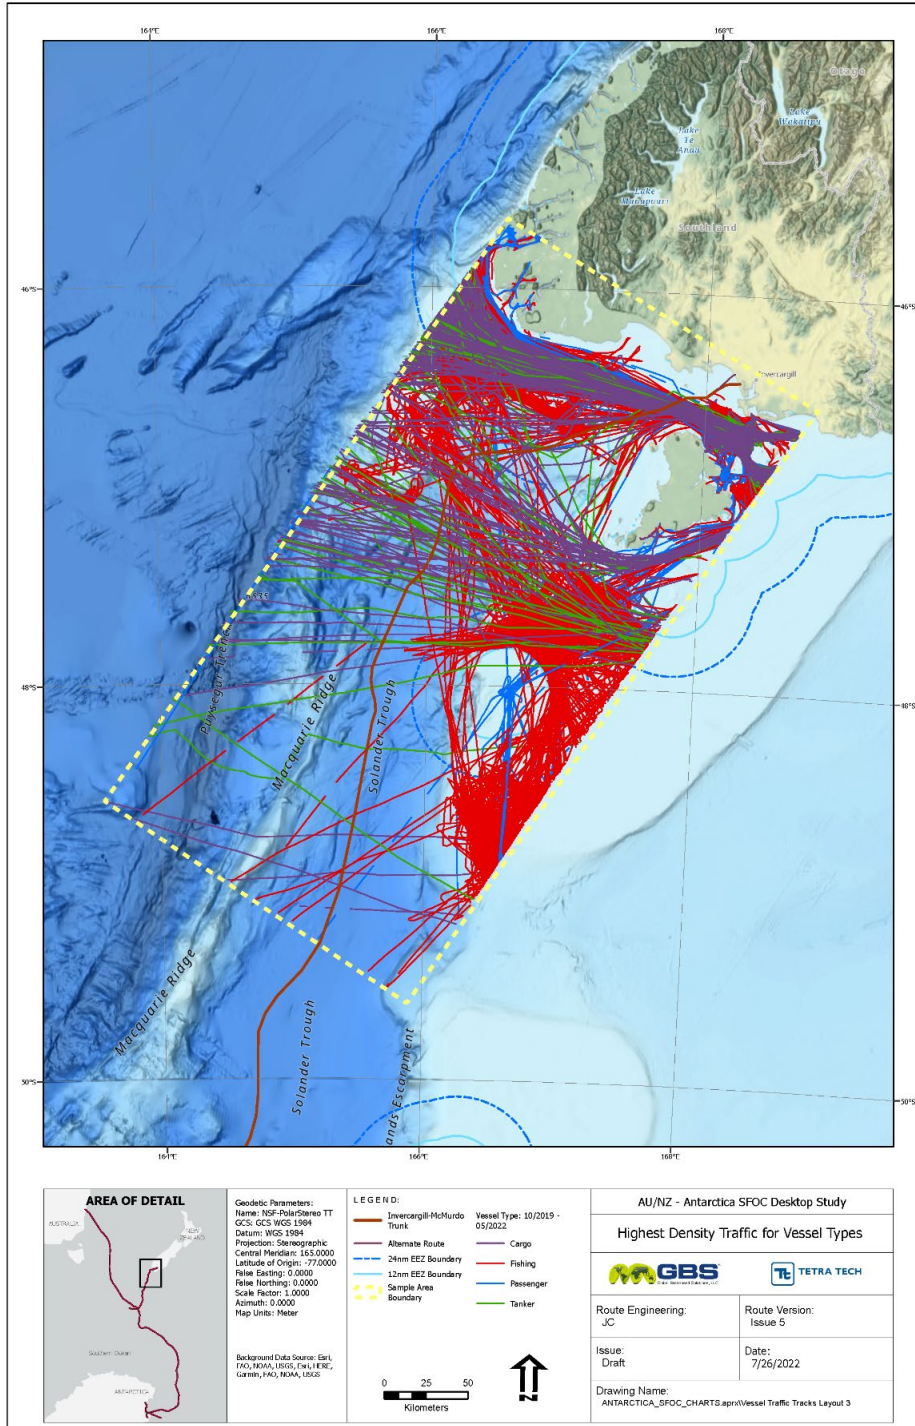 164°E
166°E
168°E
Otago
Lake
Wakatipu
Lake
Te
Anau
Lake
Manapouri
Southland
46°S
46°S
Invercargill
Puysegur Trenc
Macquarie Ridge
Solander Trough
48°S
48°S
Macquarie Ridge
Solander Trough
ands Escarpment
50°S
50°S
164°E
166°E
168°E
AREA OF DETAIL
AUSTRALIA
NEW
ZEALAND
Southern Ocean
ANTARCTICA
Geodetic Parameters:
Name: NSF-PolarStereo TT
GCS: GCS WGS 1984
Datum: WGS 1984
Projection: Stereographic
Central Meridian: 165.0000
Latitude of Origin: -77.0000
False Easting: 0.0000
False Northing: 0.0000
Scale Factor: 1.0000
Azimuth: 0.0000
Map Units: Meter
Background Data Source: Esri,
FAO, NOAA, USGS, Esri, HERE,
Garmin, FAO, NOAA, USGS
LEGEND:
Invercargill-McMurdo
Trunk
Alternate Route
24nm EEZ Boundary
12nm EEZ Boundary
Sample Area
Boundary
Vessel Type: 10/2019 -
05/2022
Cargo
Fishing
Passenger
Tanker
0 25 50
Kilometers
N
AU/NZ - Antarctica SFOC Desktop Study
Highest Density Traffic for Vessel Types
GBS
TETRA TECH
Route Engineering:
JC
Route Version:
Issue 5
Issue:
Draft
Date:
7/26/2022
Drawing Name:
ANTARCTICA_SFOC_CHARTS.aprx\Vessel Traffic Tracks Layout 3